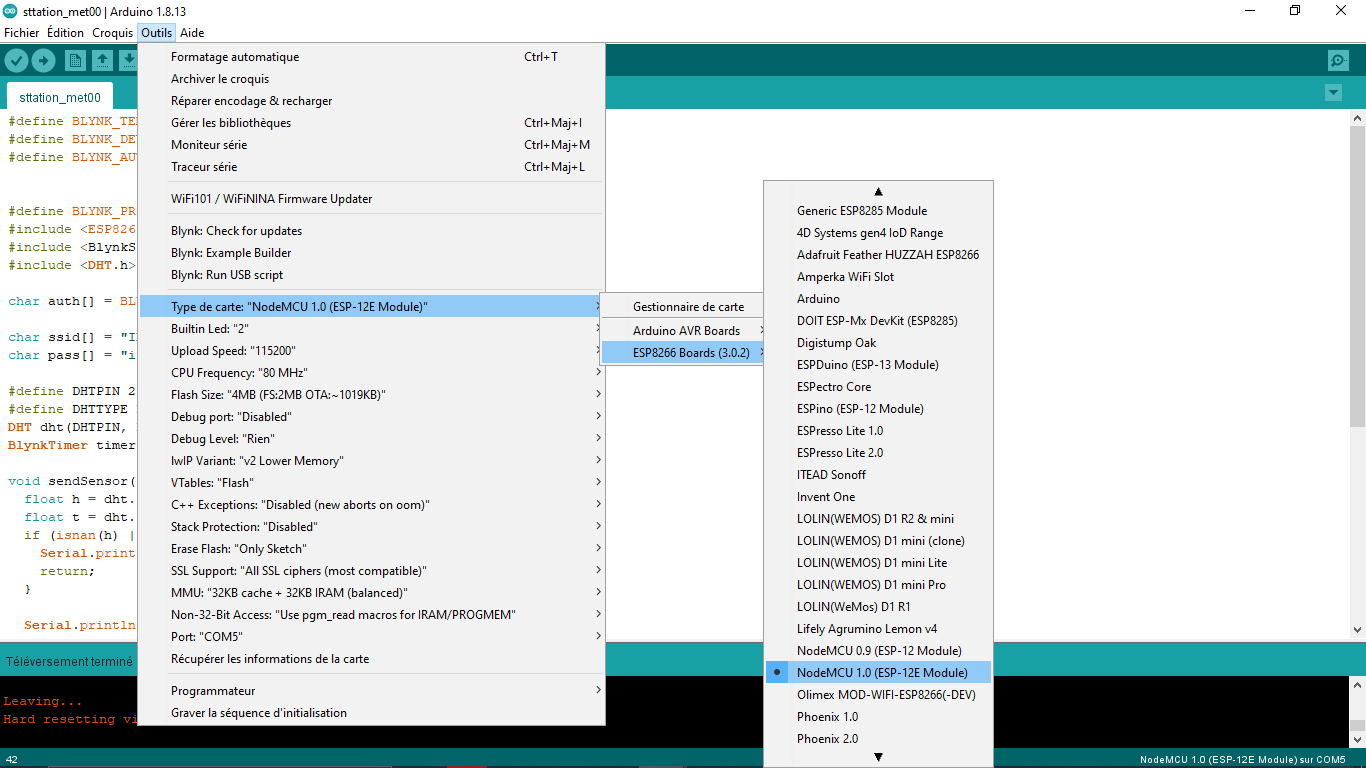 sttation_met00 | Arduino 1.8.13
Fichier Édition Croquis Outils Aide
sttation_met00
#define BLYNK_TE
#define BLYNK_DE
#define BLYNK_AU
#define BLYNK_PR
#include <ESP826
#include <BlynkS
#include <DHT.h>
char auth[] = BL
char ssid[] = "I
char pass[] = "i
#define DHTPIN 2
#define DHTTYPE
DHT dht(DHTPIN,
BlynkTimer timer
void sendSensor(
float h = dht.
float t = dht.
if (isnan(h) |
Serial.print
return;
}
Serial.println
Téléversement terminé
Leaving...
Hard resetting vi
42
NodeMCU 1.0 (ESP-12E Module) sur COM5
Formatage automatique Ctrl+T
Archiver le croquis
Réparer encodage & recharger
Gérer les bibliothèques Ctrl+Maj+I
Moniteur série Ctrl+Maj+M
Traceur série Ctrl+Maj+L
WiFi101 / WiFiNINA Firmware Updater
Blynk: Check for updates
Blynk: Example Builder
Blynk: Run USB script
Type de carte: "NodeMCU 1.0 (ESP-12E Module)"
Builtin Led: "2"
Upload Speed: "115200"
CPU Frequency: "80 MHz"
Flash Size: "4MB (FS:2MB OTA:~1019KB)"
Debug port: "Disabled"
Debug Level: "Rien"
lwIP Variant: "v2 Lower Memory"
VTables: "Flash"
C++ Exceptions: "Disabled (new aborts on oom)"
Stack Protection: "Disabled"
Erase Flash: "Only Sketch"
SSL Support: "All SSL ciphers (most compatible)"
MMU: "32KB cache + 32KB IRAM (balanced)"
Non-32-Bit Access: "Use pgm_read macros for IRAM/PROGMEM"
Port: "COM5"
Récupérer les informations de la carte
Programmateur
Graver la séquence d'initialisation
Gestionnaire de carte
Arduino AVR Boards
ESP8266 Boards (3.0.2)
Generic ESP8285 Module
4D Systems gen4 IoD Range
Adafruit Feather HUZZAH ESP8266
Amperka WiFi Slot
Arduino
DOIT ESP-Mx DevKit (ESP8285)
Digistump Oak
ESPDuino (ESP-13 Module)
ESPectro Core
ESPino (ESP-12 Module)
ESPresso Lite 1.0
ESPresso Lite 2.0
ITEAD Sonoff
Invent One
LOLIN(WEMOS) D1 R2 & mini
LOLIN(WEMOS) D1 mini (clone)
LOLIN(WEMOS) D1 mini Lite
LOLIN(WEMOS) D1 mini Pro
LOLIN(WeMos) D1 R1
Lifely Agrumino Lemon v4
NodeMCU 0.9 (ESP-12 Module)
NodeMCU 1.0 (ESP-12E Module)
Olimex MOD-WIFI-ESP8266(-DEV)
Phoenix 1.0
Phoenix 2.0